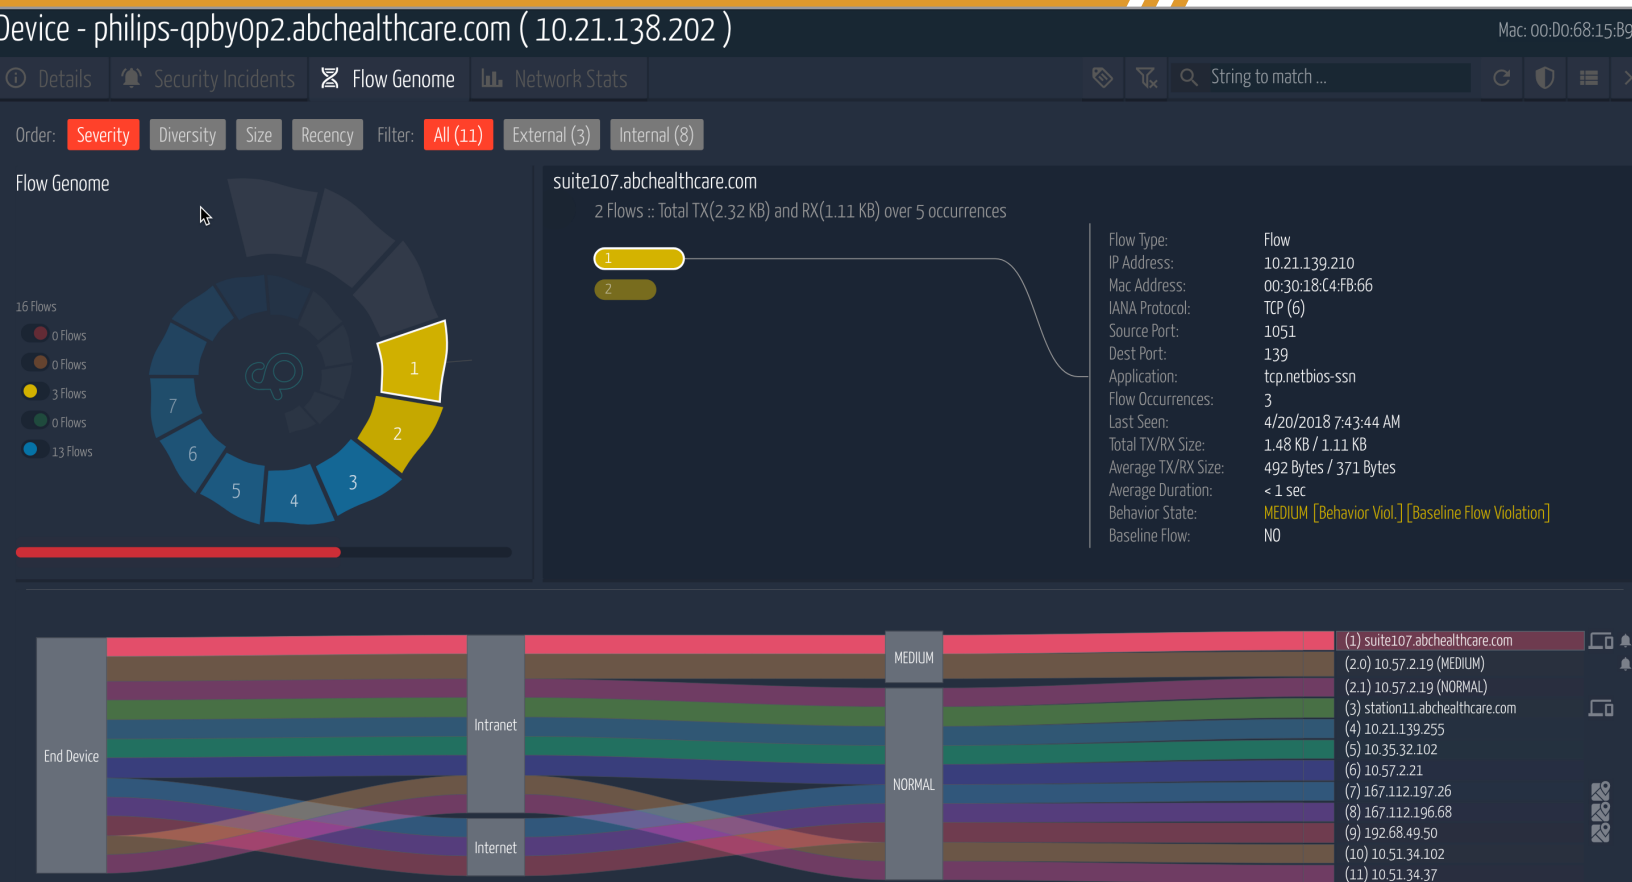 Device - philips-qpby0p2.abchealthcare.com ( 10.21.138.202 )
Mac: 00:D0:68:15:B9
Details
Security Incidents
Flow Genome
Network Stats
String to match ...
Order:
Severity
Diversity
Size
Recency
Filter:
All (11)
External (3)
Internal (8)
Flow Genome
16 Flows
0 Flows
0 Flows
3 Flows
0 Flows
13 Flows
1
2
3
4
5
6
7
suite107.abchealthcare.com
2 Flows :: Total TX(2.32 KB) and RX(1.11 KB) over 5 occurrences
1
2
Flow Type: Flow
IP Address: 10.21.139.210
Mac Address: 00:30:18:C4:FB:66
IANA Protocol: TCP (6)
Source Port: 1051
Dest Port: 139
Application: tcp.netbios-ssn
Flow Occurrences: 3
Last Seen: 4/20/2018 7:43:44 AM
Total TX/RX Size: 1.48 KB / 1.11 KB
Average TX/RX Size: 492 Bytes / 371 Bytes
Average Duration: < 1 sec
Behavior State: MEDIUM [Behavior Viol.] [Baseline Flow Violation]
Baseline Flow: NO
End Device
Intranet
Internet
MEDIUM
NORMAL
(1) suite107.abchealthcare.com
(2.0) 10.57.2.19 (MEDIUM)
(2.1) 10.57.2.19 (NORMAL)
(3) station11.abchealthcare.com
(4) 10.21.139.255
(5) 10.35.32.102
(6) 10.57.2.21
(7) 167.112.197.26
(8) 167.112.196.68
(9) 192.68.49.50
(10) 10.51.34.102
(11) 10.51.34.37